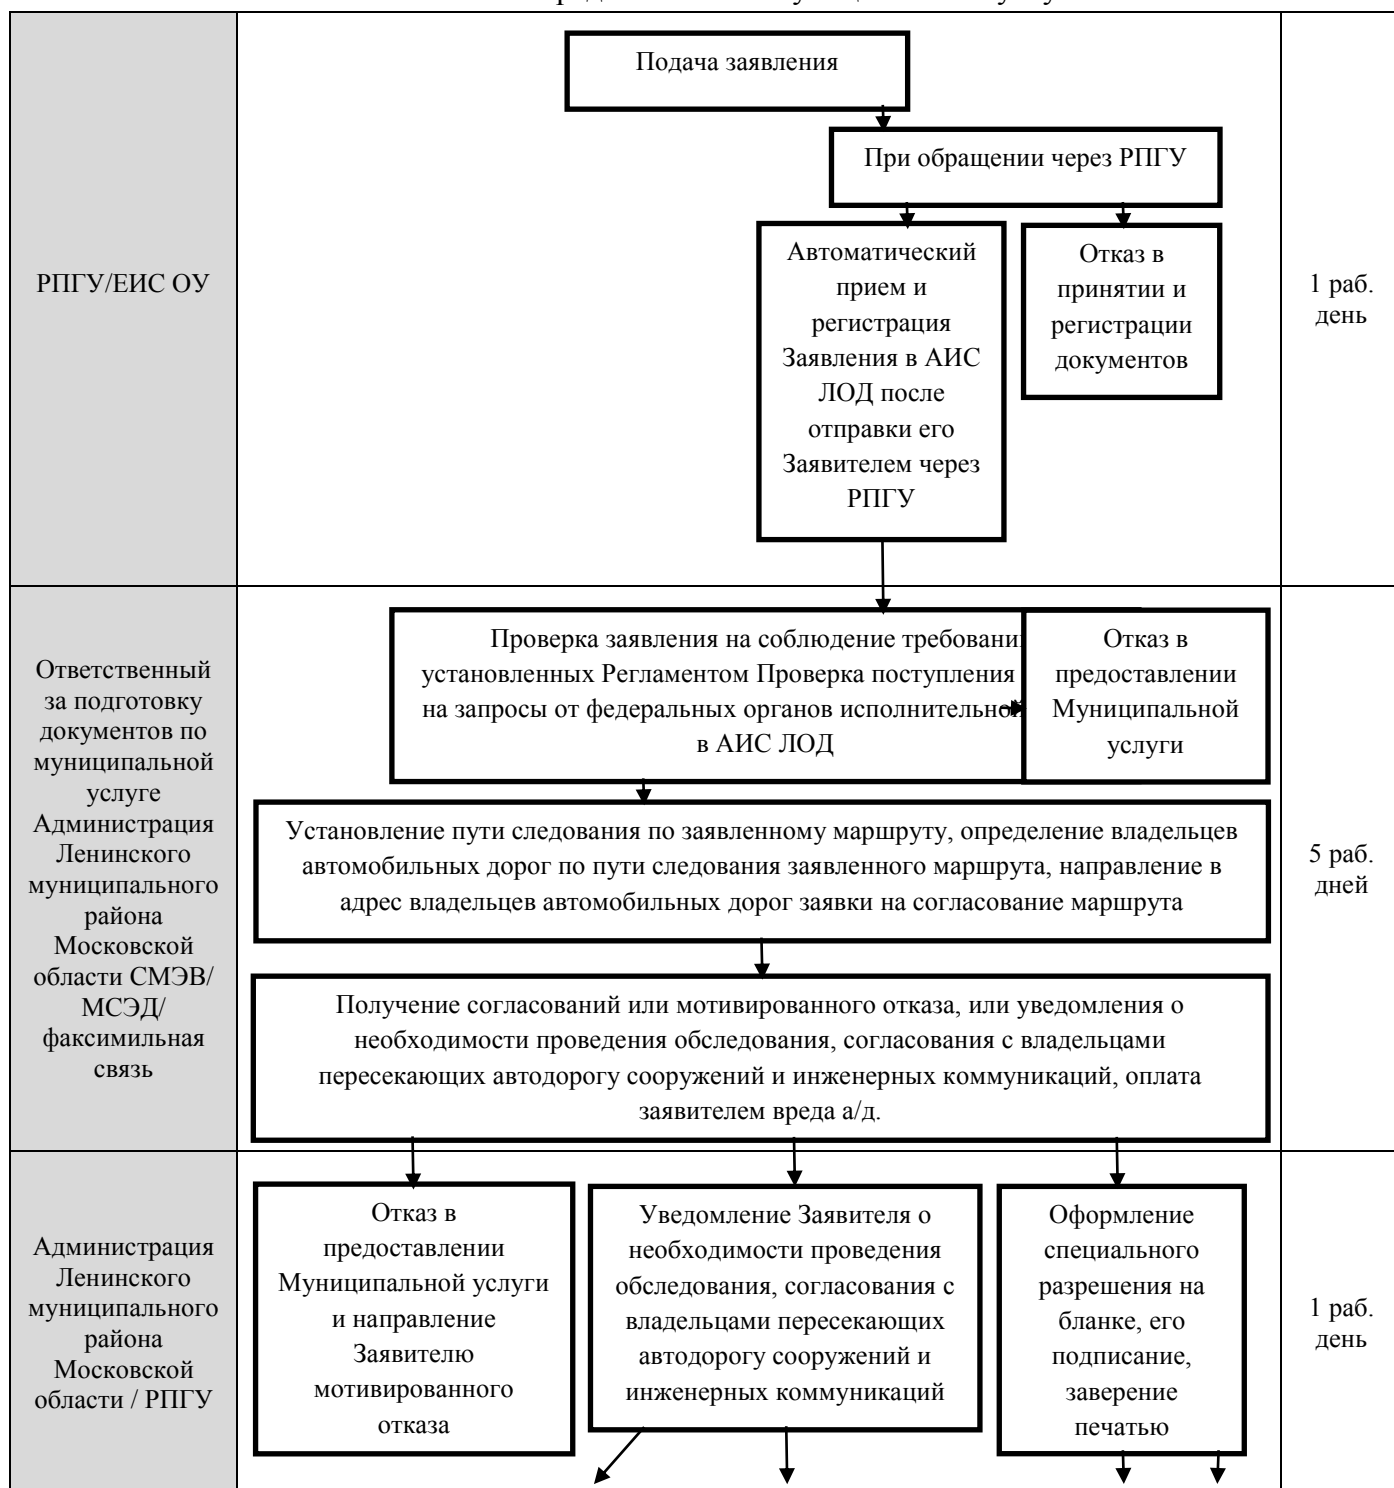 Подача заявления
При обращении через РПГУ
РПГУ/ЕИС ОУ
Автоматический
прием и
регистрация
Заявления в АИС
ЛОД после
отправки его
Заявителем через
РПГУ
Отказ в
принятии и
регистрации
документов
1 раб.
день
Ответственный
за подготовку
документов по
муниципальной
услуге
Администрация
Ленинского
муниципального
района
Московской
области СМЭВ/
МСЭД/
факсимильная
связь
Проверка заявления на соблюдение
установленных Регламентом Проверка поступления
на запросы от федеральных органов
в АИС ЛОД
Отказ в
предоставлении
Муниципальной
услуги
Установление пути следования по заявленному маршруту, определение владельцев
автомобильных дорог по пути следования заявленного маршрута, направление в
адрес владельцев автомобильных дорог заявки на согласование маршрута
Получение согласований или мотивированного отказа, или уведомления о
необходимости проведения обследования, согласования с владельцами
пересекающих автодорогу сооружений и инженерных коммуникаций, оплата
заявителем вреда а/д.
5 раб.
дней
Администрация
Ленинского
муниципального
района
Московской
области / РПГУ
Отказ в
предоставлении
Муниципальной услуги
и направление
Заявителю
мотивированного
отказа
Уведомление Заявителя о
необходимости проведения
обследования, согласования с
владельцами пересекающих
автодорогу сооружений и
инженерных коммуникаций
Оформление
специального
разрешения на
бланке, его
подписание,
заверение
печатью
1 раб.
день